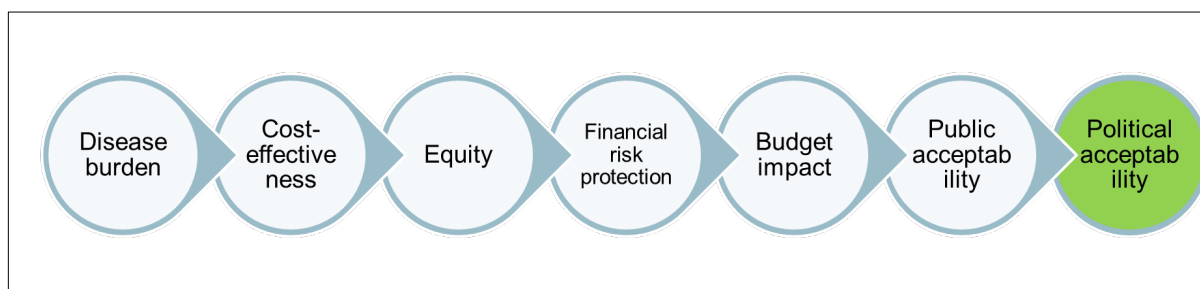 Disease
burden
Cost-
effective
ness
Equity
Financial
risk
protection
Budget
impact
Public
acceptab
ility
Political
acceptab
ility